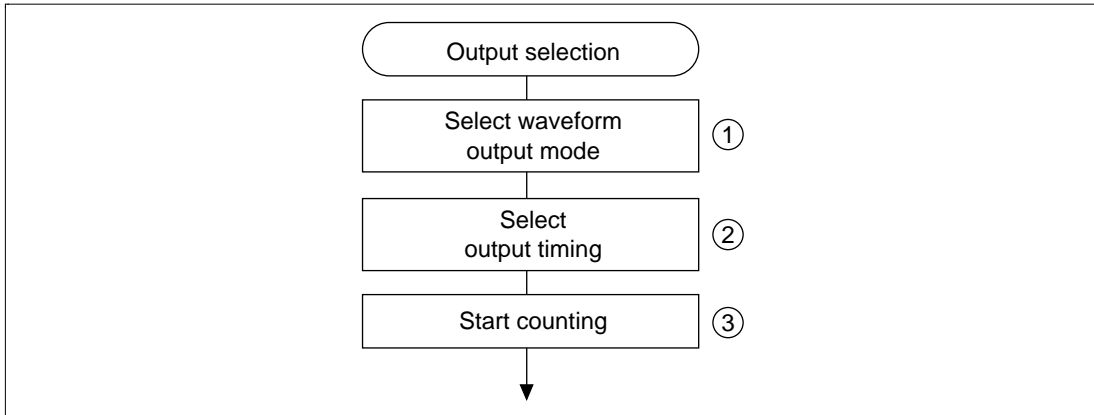 Output selection
Select waveform
output mode
①
Select
output timing
②
Start counting
③